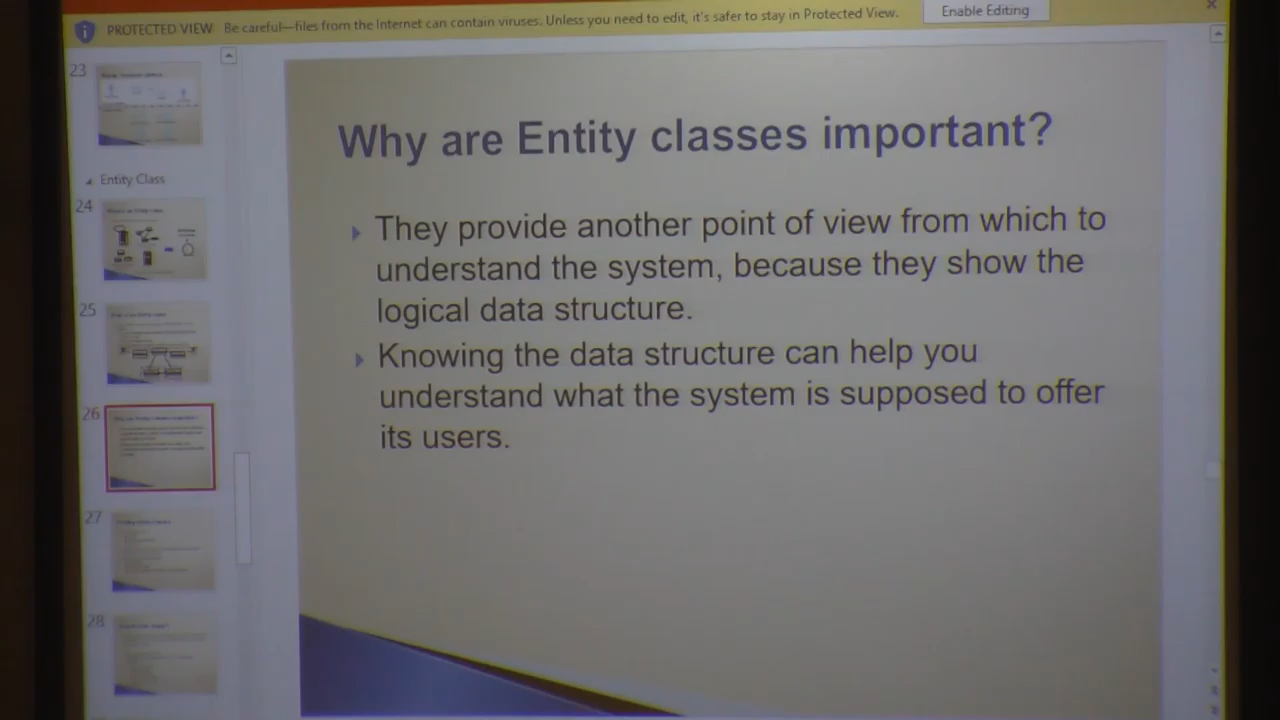 PROTECTED VIEW Be careful—files from the Internet can contain viruses. Unless you need to edit, it's safer to stay in Protected View.
Enable Editing
23
Entity Class
24
25
26
27
28
Why are Entity classes important?
They provide another point of view from which to
understand the system, because they show the
logical data structure.
Knowing the data structure can help you
understand what the system is supposed to offer
its users.